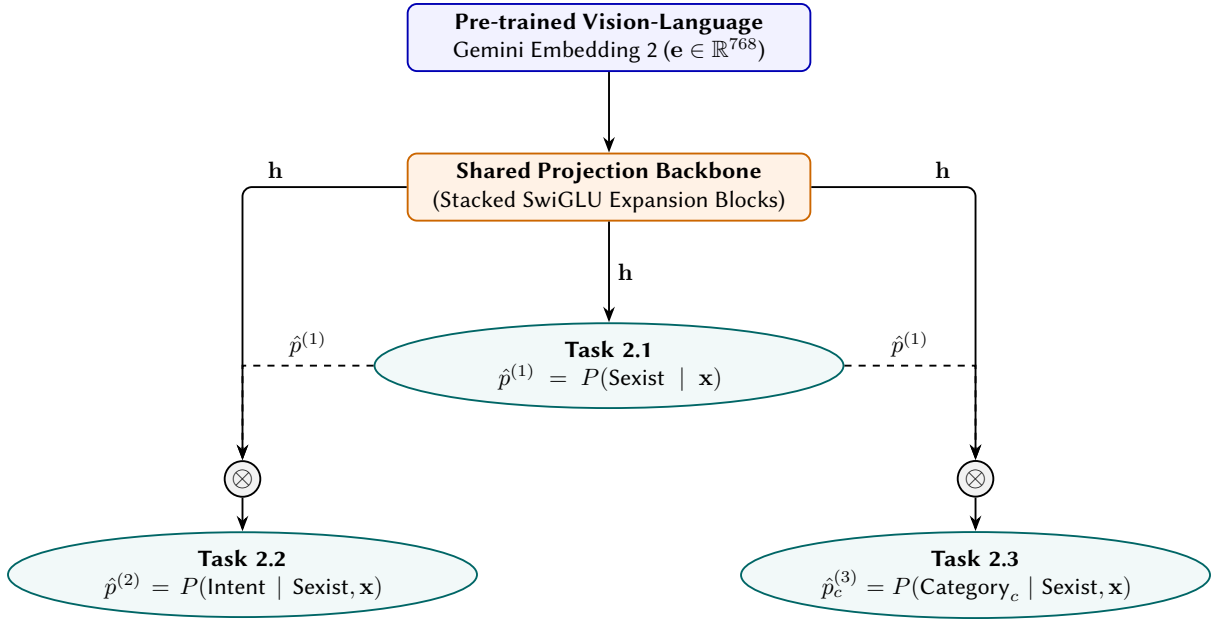 Pre-trained Vision-Language
Gemini Embedding 2 (𝐞 ∈ ℝ^768)
Shared Projection Backbone
(Stacked SwiGLU Expansion Blocks)
𝐡
𝐡
𝐡
Task 2.1
p̂^(1) = P(Sexist | 𝐱)
p̂^(1)
p̂^(1)
⊗
⊗
Task 2.2
p̂^(2) = P(Intent | Sexist, 𝐱)
Task 2.3
p̂_c^(3) = P(Category_c | Sexist, 𝐱)